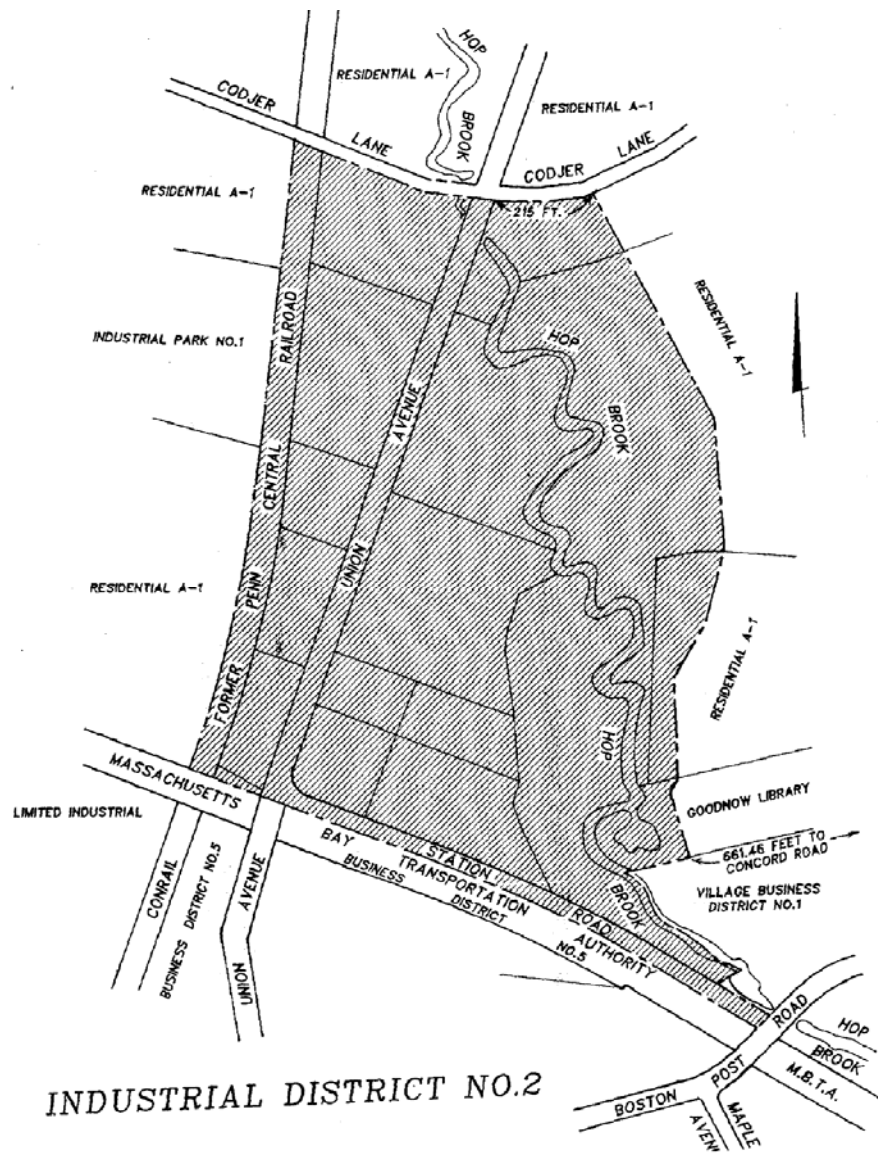 HOP
BROOK
RESIDENTIAL A-1
RESIDENTIAL A-1
CODJER
LANE
CODJER
LANE
215 FT.
RESIDENTIAL A-1
RESIDENTIAL A-1
INDUSTRIAL PARK NO.1
RAILROAD
HOP
AVENUE
BROOK
CENTRAL
UNION
RESIDENTIAL A-1
PENN
RESIDENTIAL A-1
FORMER
HOP
MASSACHUSETTS
GOODNOW LIBRARY
LIMITED INDUSTRIAL
661.46 FEET TO
CONCORD ROAD
BAY TRANSPORTATION AUTHORITY
STATION ROAD
BUSINESS
DISTRICT
NO.5
BROOK
VILLAGE BUSINESS
DISTRICT NO.1
CONRAIL
BUSINESS DISTRICT NO.5
UNION AVENUE
HOP
BROOK
BOSTON POST ROAD
M.B.T.A.
MAPLE
AVENU
INDUSTRIAL DISTRICT NO.2